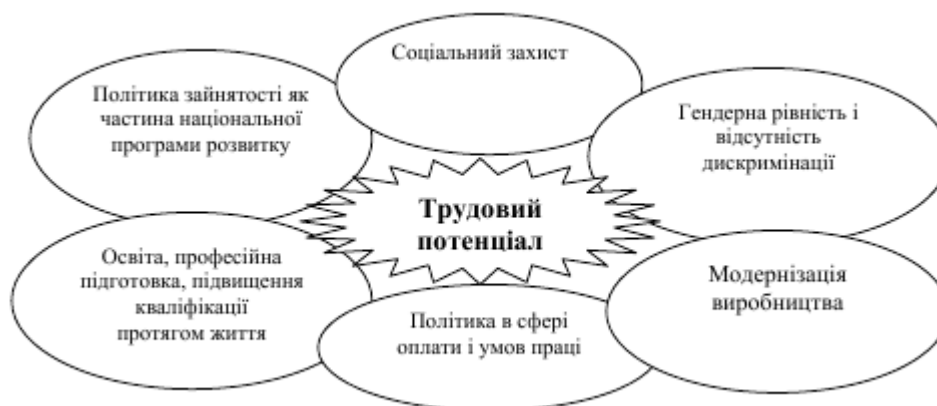 Соціальний захист
Політика зайнятості як
частина національної
програми розвитку
Гендерна рівність і
відсутність
дискримінації
Трудовий
потенціал
Освіта, професійна
підготовка, підвищення
кваліфікації
протягом життя
Політика в сфері
оплати і умов праці
Модернізація
виробництва